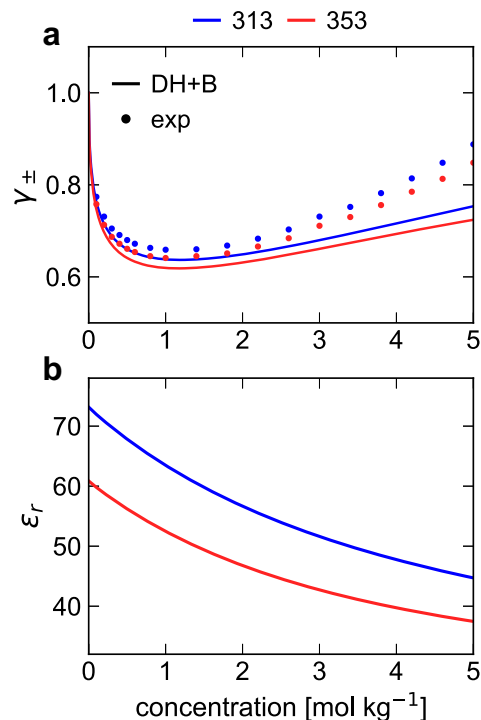 313 353
a
DH+B
exp
γ±
1.0
0.8
0.6
0 1 2 3 4 5
b
εr
70
60
50
40
0 1 2 3 4 5
concentration [mol kg⁻¹]